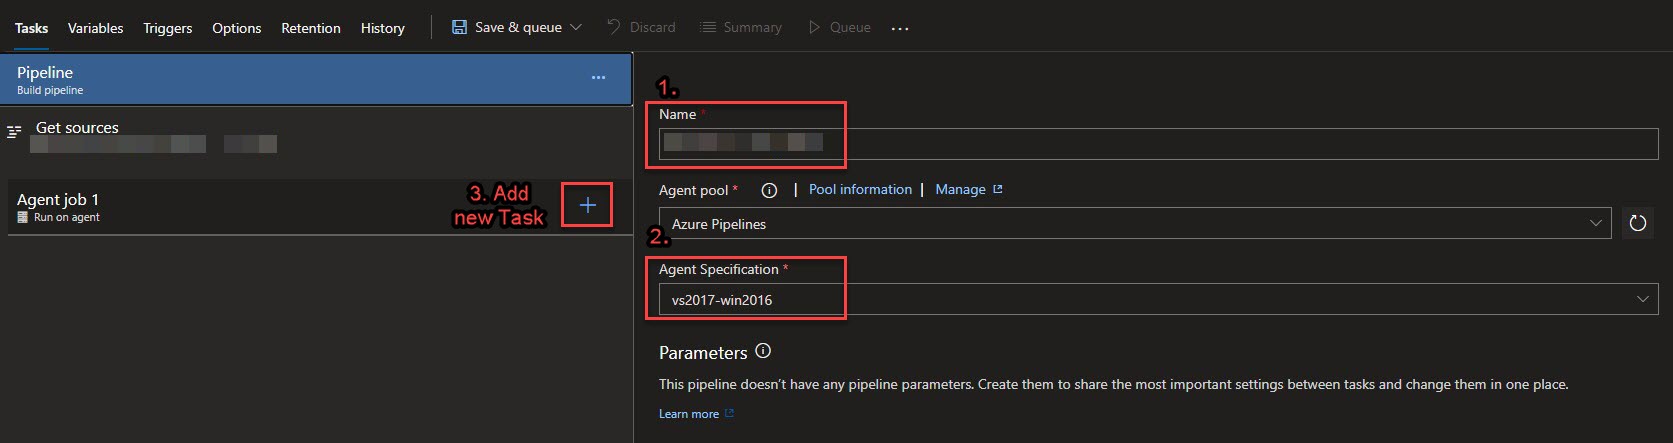 Tasks Variables Triggers Options Retention History Save & queue Discard Summary Queue ...
Pipeline
Build pipeline
Get sources
Agent job 1
Run on agent
3. Add
new Task
1.
Name *
Agent pool * | Pool information | Manage
Azure Pipelines
2.
Agent Specification *
vs2017-win2016
Parameters
This pipeline doesn't have any pipeline parameters. Create them to share the most important settings between tasks and change them in one place.
Learn more